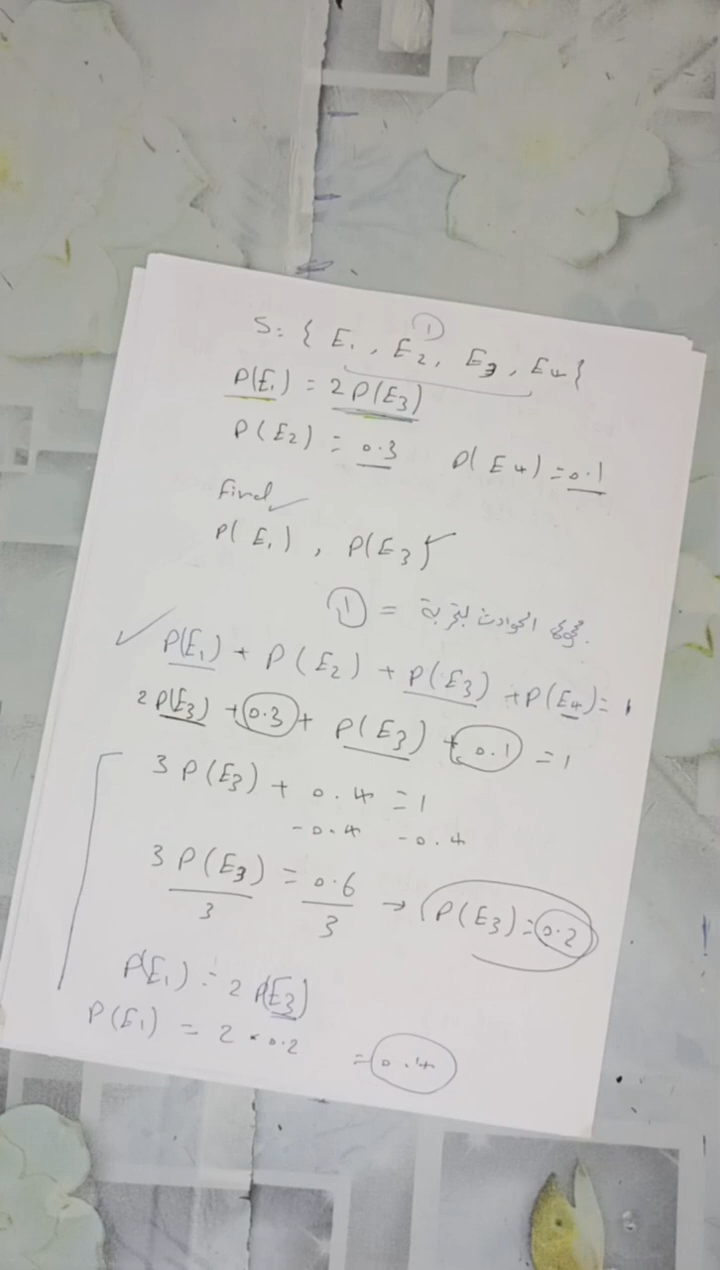 ①
S: { E₁, E₂, E₃, E₄ }
P(E₁) = 2 P(E₃)
P(E₂) = 0.3 P(E4) = 0.1
find
P(E₁), P(E₃)
مجموع الحوادث لتجربة = ①
P(E₁) + P(E₂) + P(E₃) + P(E₄) = 1
2 P(E₃) + 0.3 + P(E₃) + 0.1 = 1
3 P(E₃) + 0.4 = 1
-0.4 -0.4
3 P(E₃)/3 = 0.6/3 → P(E₃) = 0.2
P(E₁) = 2 P(E₃)
P(E₁) = 2 × 0.2 = 0.4